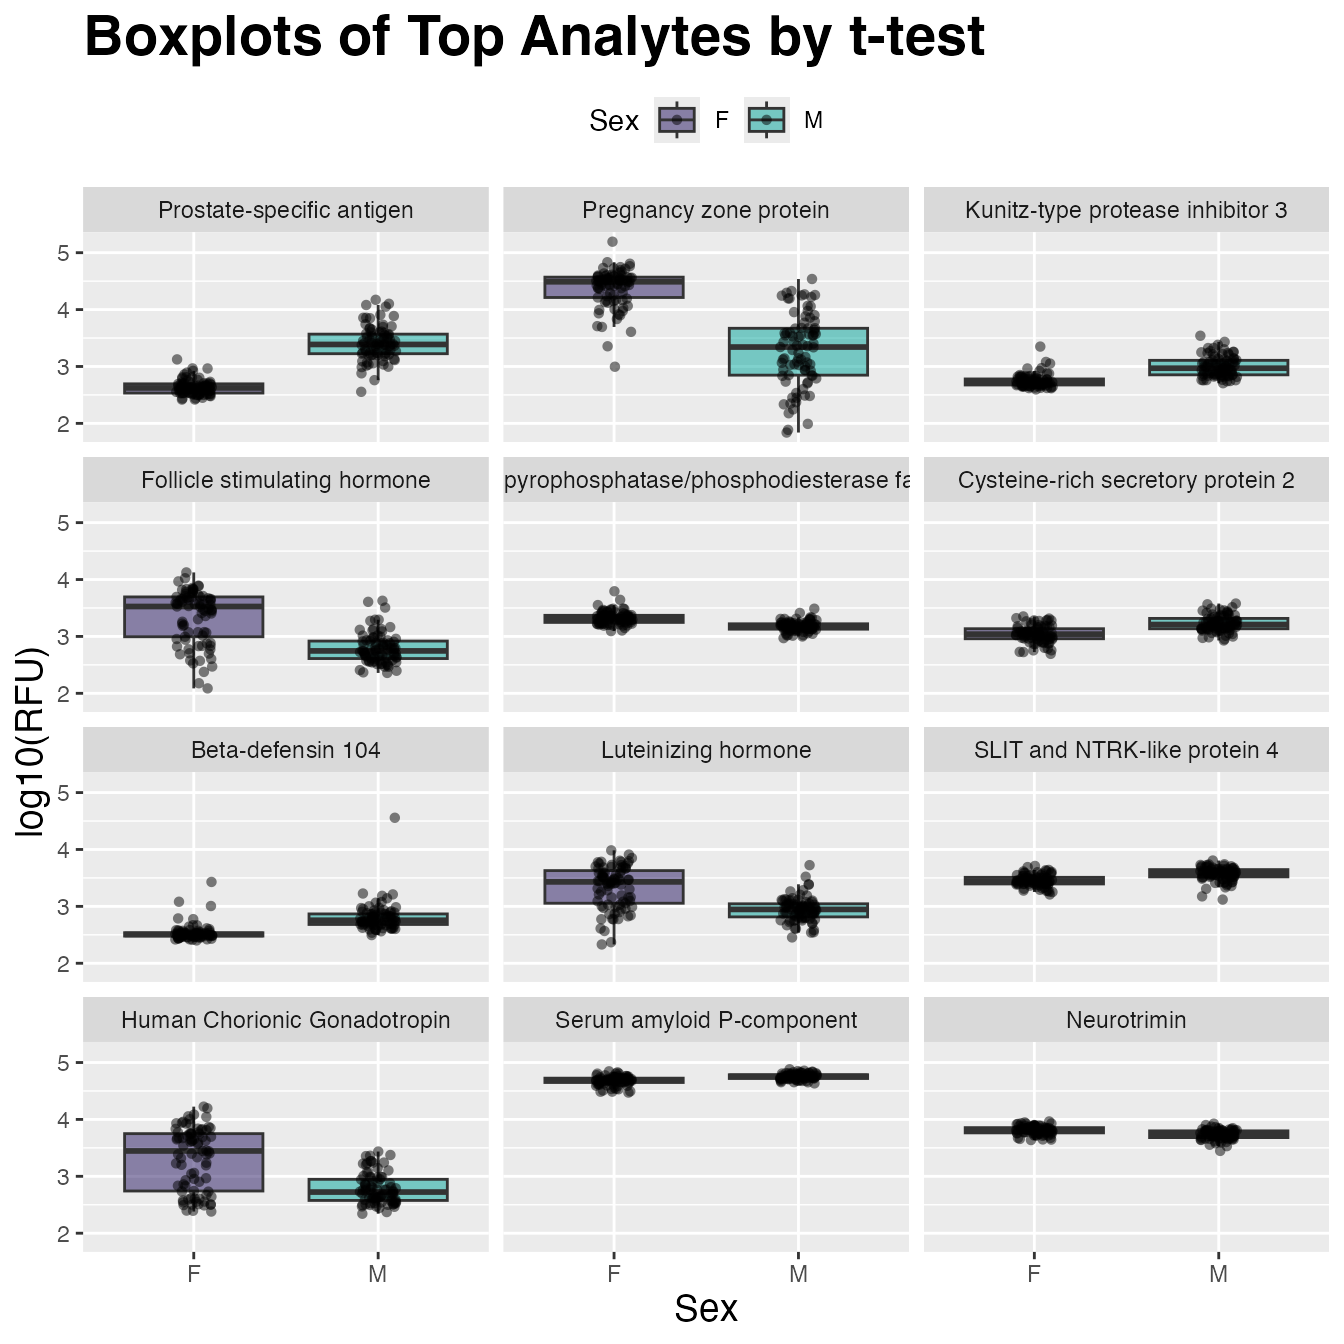 Boxplots of Top Analytes by t-test
Sex F M
Prostate-specific antigen
Pregnancy zone protein
Kunitz-type protease inhibitor 3
5
4
3
2
Follicle stimulating hormone
pyrophosphatase/phosphodiesterase fa
Cysteine-rich secretory protein 2
5
4
3
2
Beta-defensin 104
Luteinizing hormone
SLIT and NTRK-like protein 4
5
4
3
2
Human Chorionic Gonadotropin
Serum amyloid P-component
Neurotrimin
5
4
3
2
log10(RFU)
F M F M F M
Sex